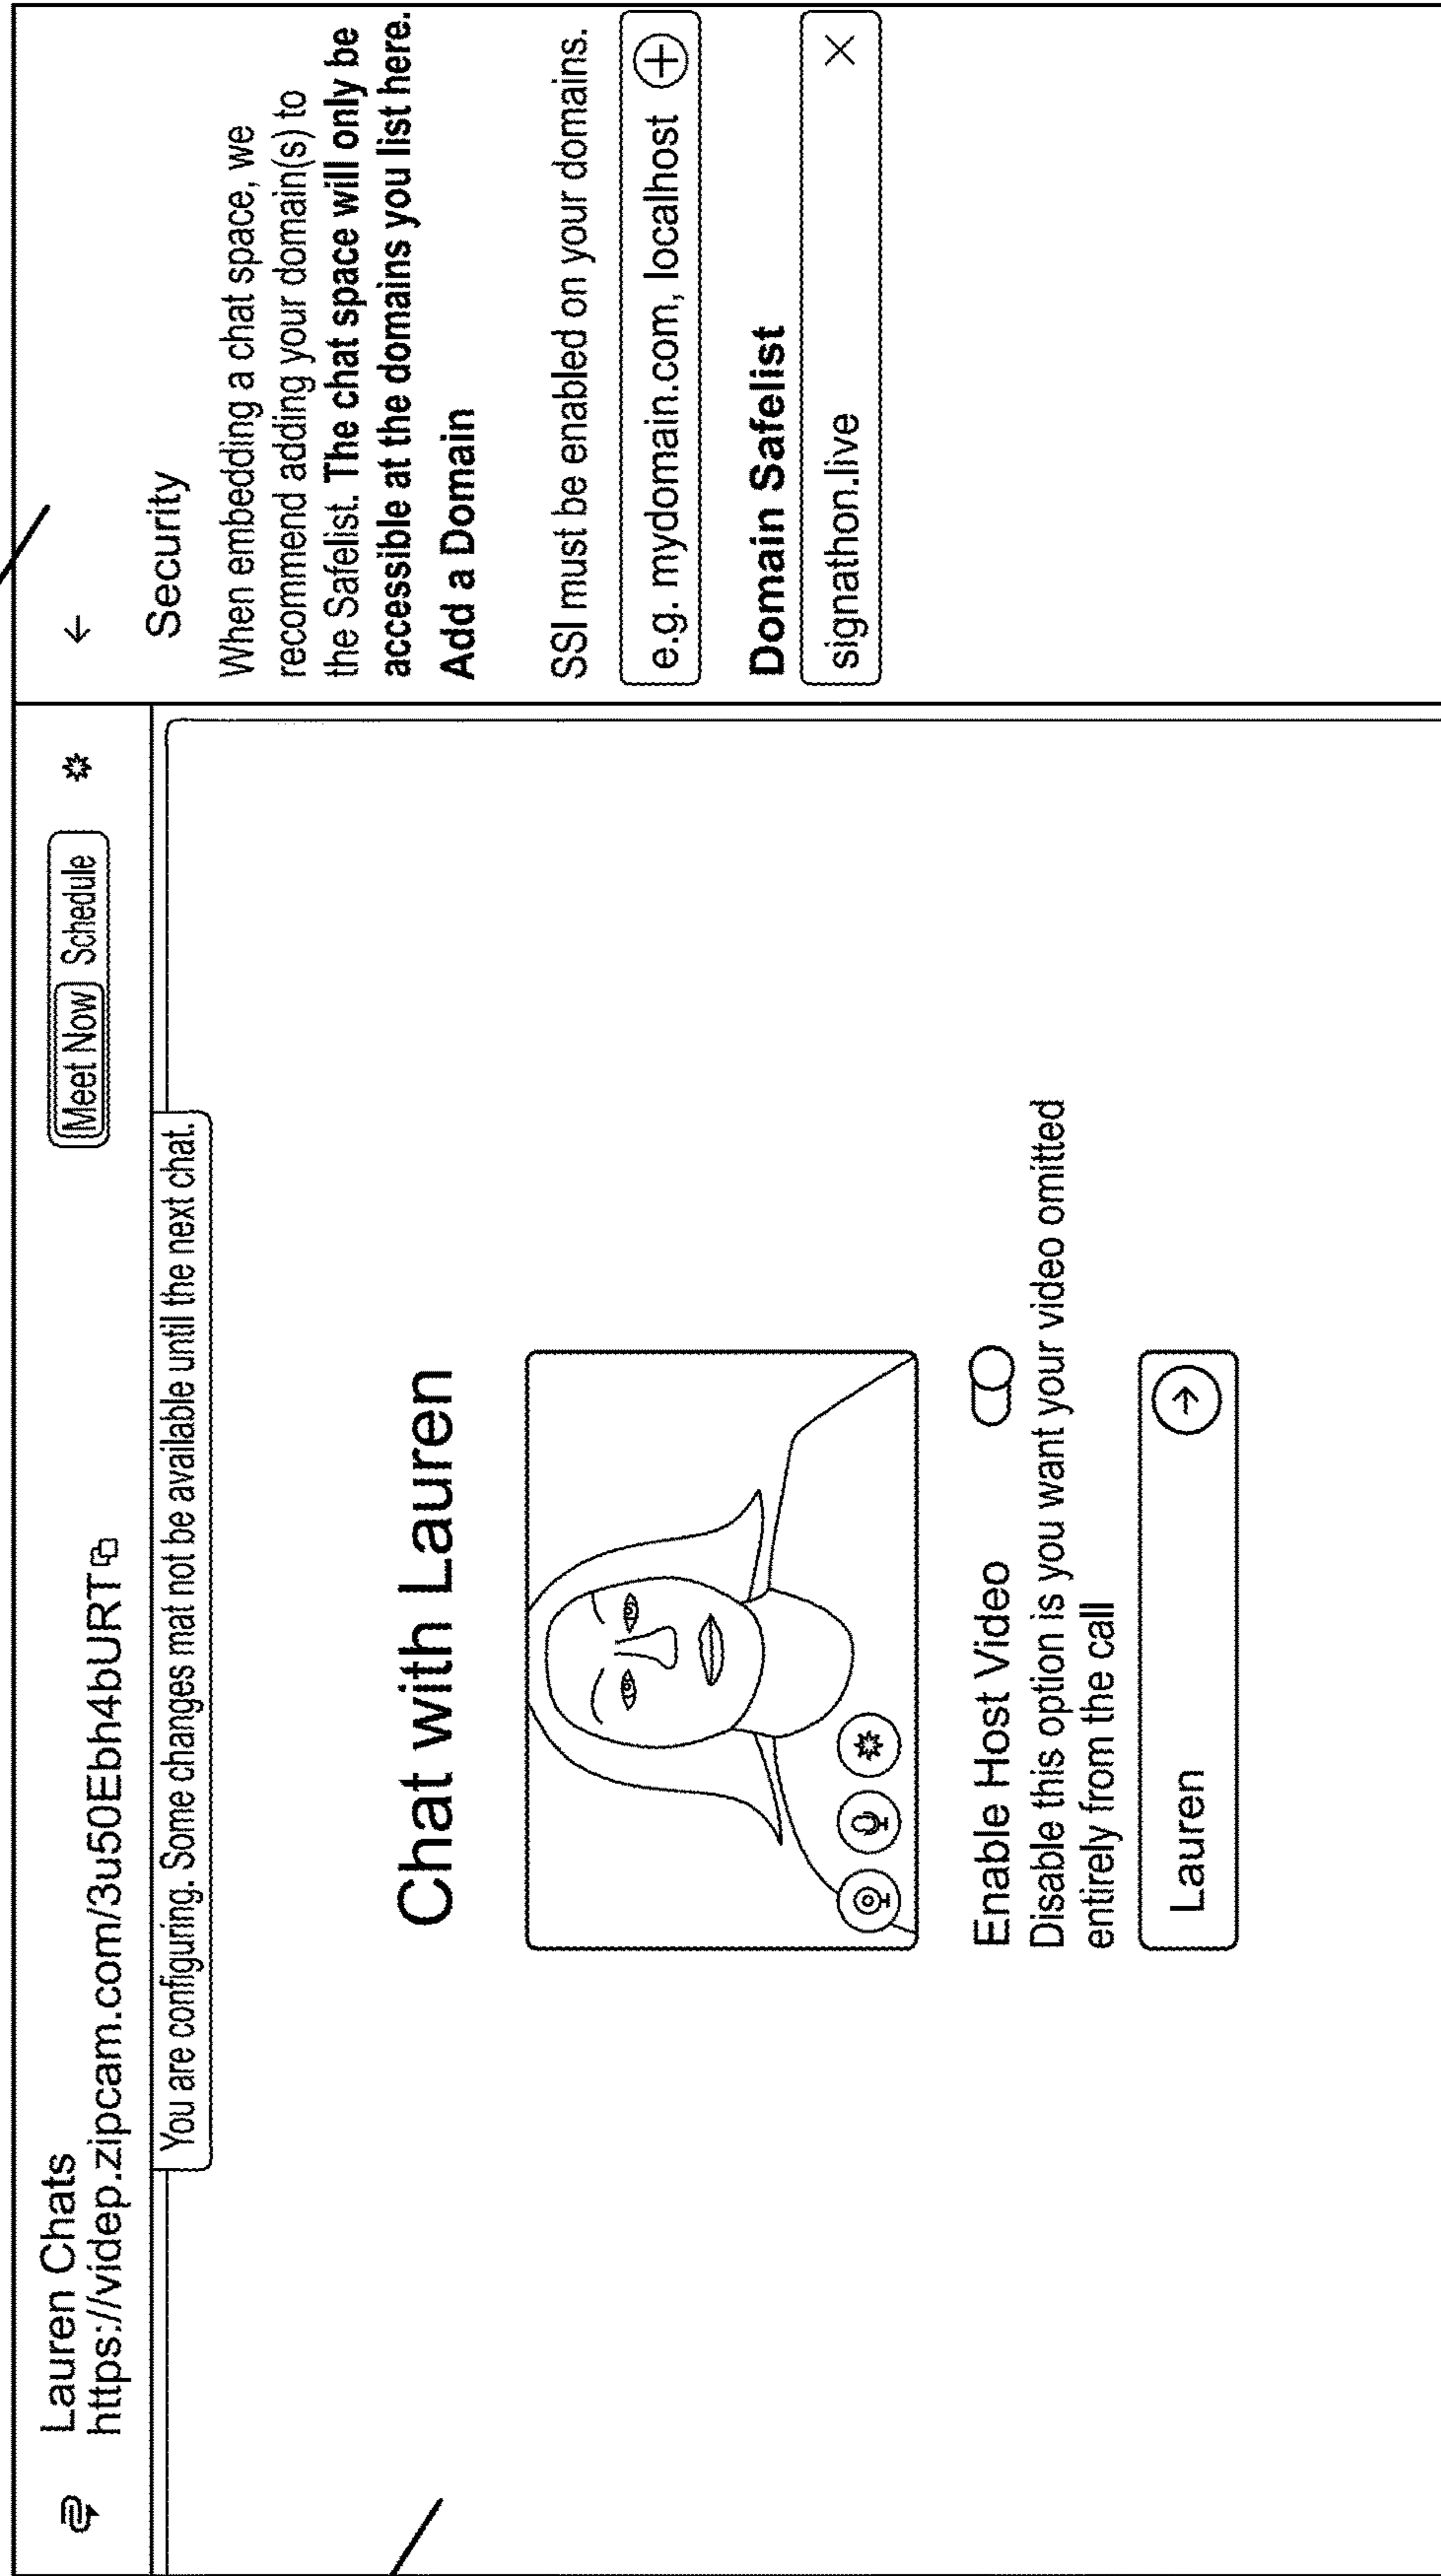 Lauren Chats
https://videp.zipcam.com/3u50Ebh4bURT
Meet Now Schedule
You are configuring. Some changes mat not be available until the next chat.
Chat with Lauren
Enable Host Video
Disable this option is you want your video omitted
entirely from the call
Lauren
Security
When embedding a chat space, we
recommend adding your domain(s) to
the Safelist. The chat space will only be
accessible at the domains you list here.
Add a Domain
SSI must be enabled on your domains.
e.g. mydomain.com, localhost
Domain Safelist
signathon.live